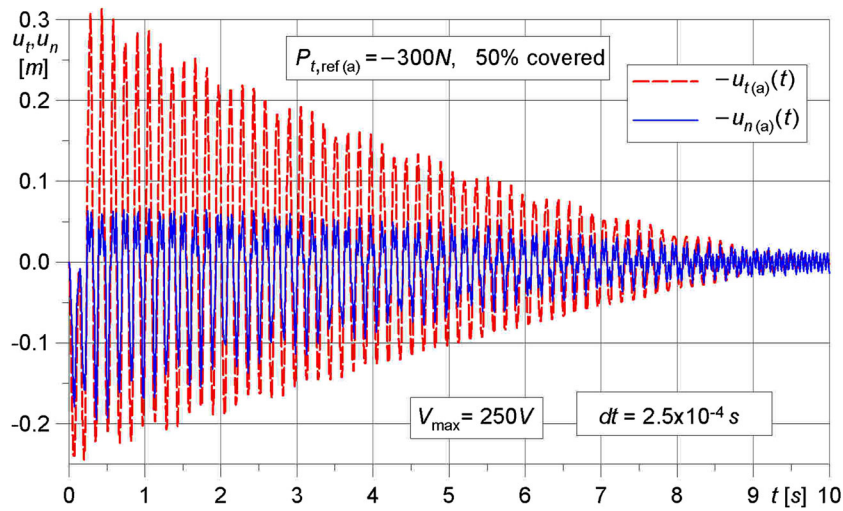 0.3
u_t,u_n
[m]
0.2
0.1
0.0
-0.1
-0.2
P_t,ref(a) = −300N, 50% covered
−u_t(a)(t)
−u_n(a)(t)
V_max = 250V
dt = 2.5x10^-4 s
0 1 2 3 4 5 6 7 8 9 t [s] 10